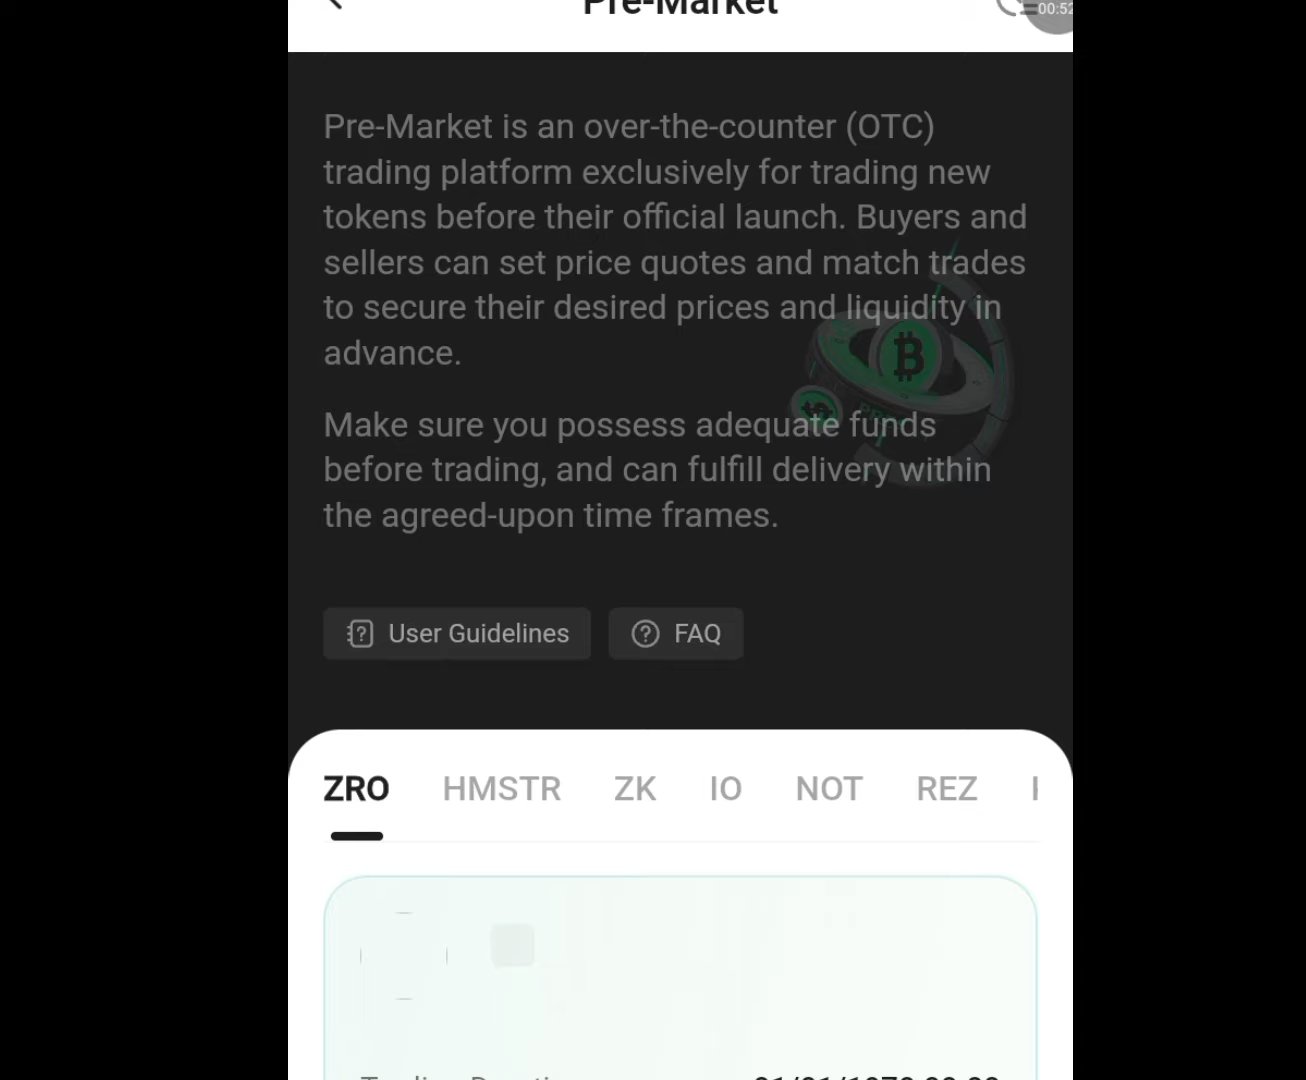 Pre-Market
00:52
Pre-Market is an over-the-counter (OTC)
trading platform exclusively for trading new
tokens before their official launch. Buyers and
sellers can set price quotes and match trades
to secure their desired prices and liquidity in
advance.
Make sure you possess adequate funds
before trading, and can fulfill delivery within
the agreed-upon time frames.
User Guidelines
FAQ
ZRO HMSTR ZK IO NOT REZ